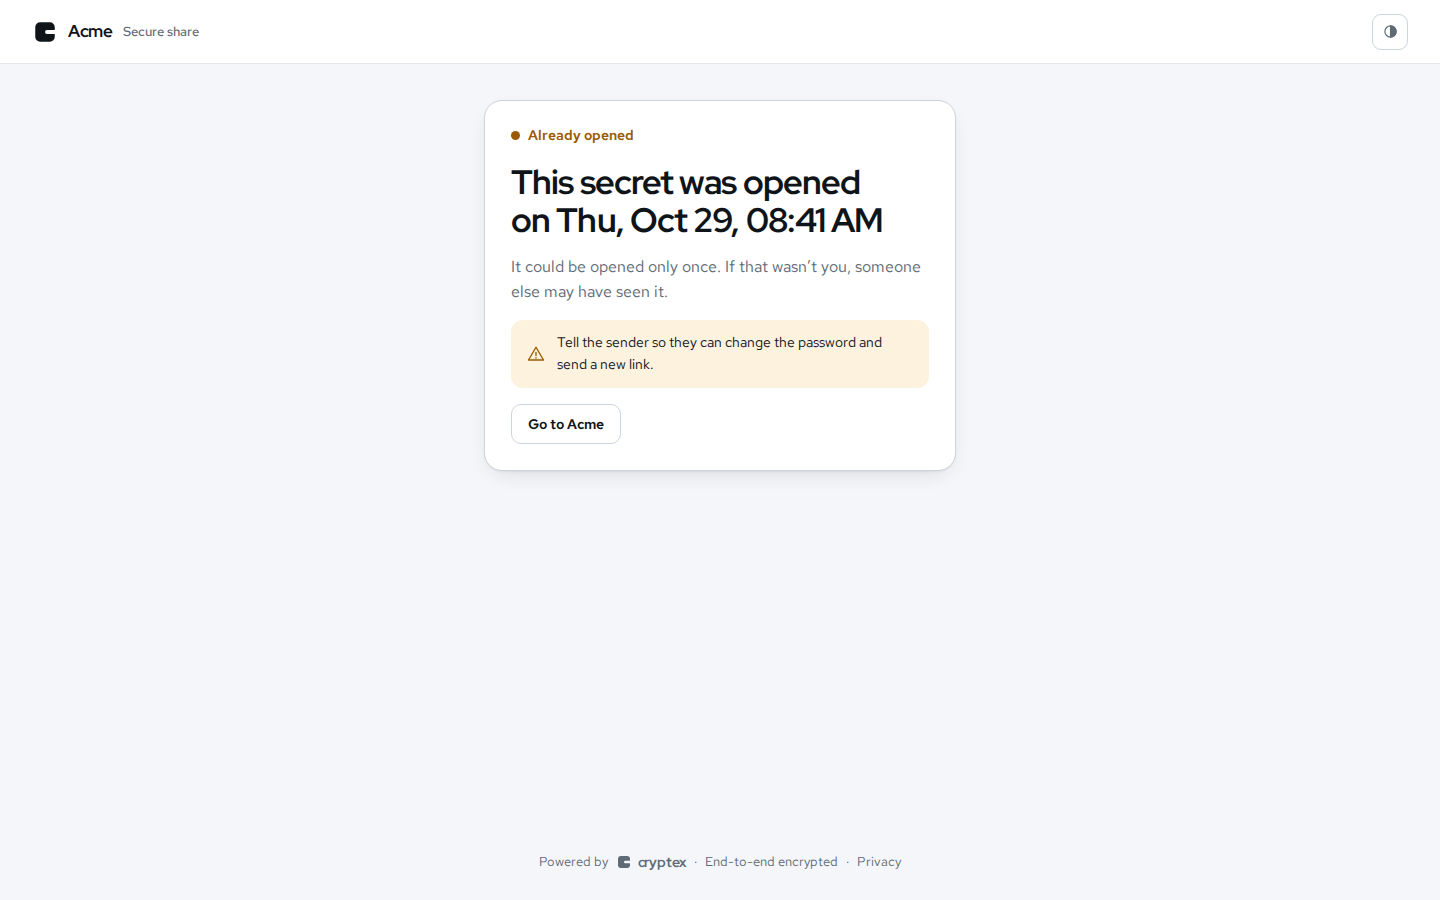 Acme Secure share
Already opened
This secret was opened
on Thu, Oct 29, 08:41 AM
It could be opened only once. If that wasn’t you, someone
else may have seen it.
Tell the sender so they can change the password and
send a new link.
Go to Acme
Powered by cryptex · End-to-end encrypted · Privacy